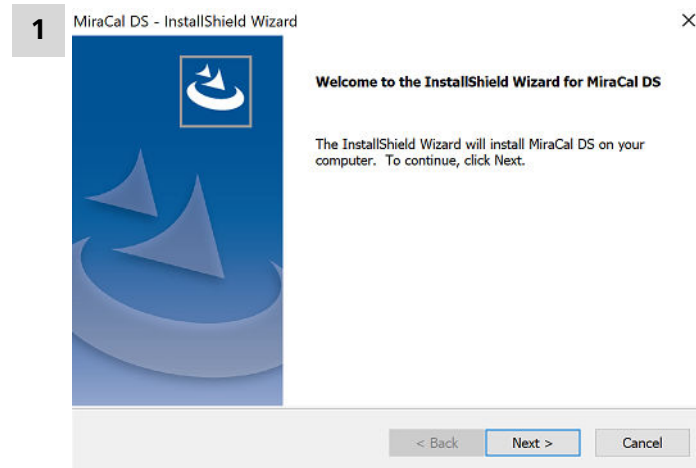 1
MiraCal DS - InstallShield Wizard
Welcome to the InstallShield Wizard for MiraCal DS
The InstallShield Wizard will install MiraCal DS on your
computer. To continue, click Next.
< Back
Next >
Cancel